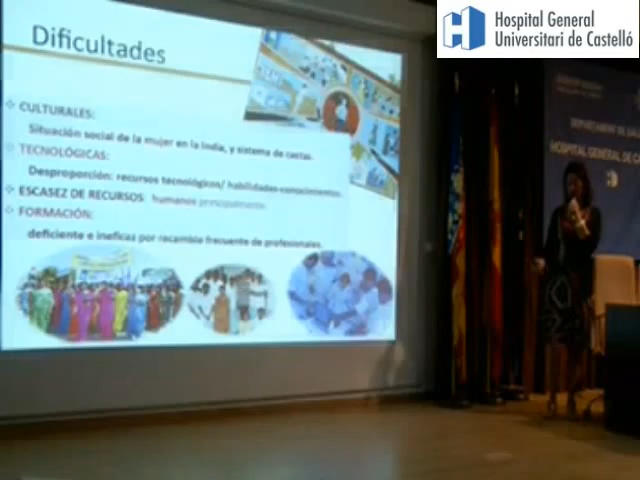 Hospital General
Universitari de Castelló
Dificultades
CULTURALES:
Situación social de la mujer en la India, y sistema de castas.
TECNOLÓGICAS:
Desproporción: recursos tecnológicos/ habilidades-conocimientos.
ESCASEZ DE RECURSOS: humanos principalmente.
FORMACIÓN:
deficiente e ineficas por recambio frecuente de profesionales.
HOSPITAL GENERAL DE